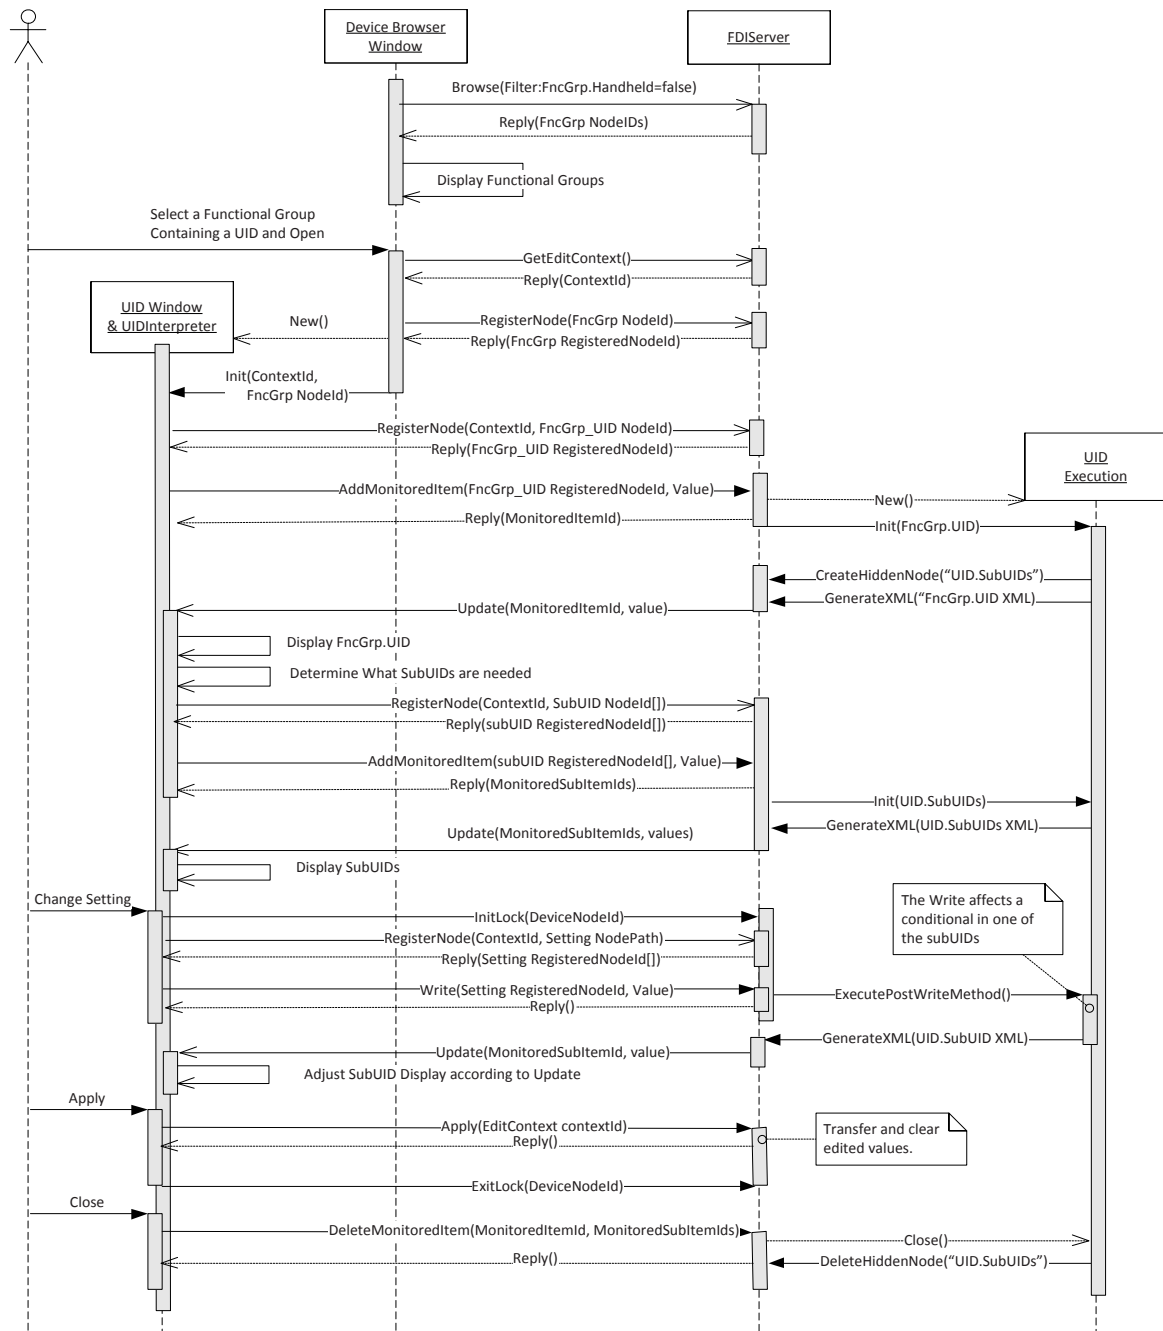 Device Browser
Window
FDIServer
Browse(Filter:FncGrp.Handheld=false)
Reply(FncGrp NodeIDs)
Display Functional Groups
Select a Functional Group
Containing a UID and Open
GetEditContext()
Reply(ContextId)
UID Window
& UIDInterpreter
New()
RegisterNode(FncGrp NodeId)
Reply(FncGrp RegisteredNodeId)
Init(ContextId,
FncGrp NodeId)
RegisterNode(ContextId, FncGrp_UID NodeId)
Reply(FncGrp_UID RegisteredNodeId)
UID
Execution
AddMonitoredItem(FncGrp_UID RegisteredNodeId, Value)
New()
Reply(MonitoredItemId)
Init(FncGrp.UID)
CreateHiddenNode(“UID.SubUIDs”)
GenerateXML(“FncGrp.UID XML)
Update(MonitoredItemId, value)
Display FncGrp.UID
Determine What SubUIDs are needed
RegisterNode(ContextId, SubUID NodeId[])
Reply(subUID RegisteredNodeId[])
AddMonitoredItem(subUID RegisteredNodeId[], Value)
Reply(MonitoredSubItemIds)
Init(UID.SubUIDs)
GenerateXML(UID.SubUIDs XML)
Update(MonitoredSubItemIds, values)
Display SubUIDs
Change Setting
The Write affects a
conditional in one of
the subUIDs
InitLock(DeviceNodeId)
RegisterNode(ContextId, Setting NodePath)
Reply(Setting RegisteredNodeId[])
Write(Setting RegisteredNodeId, Value)
Reply()
ExecutePostWriteMethod()
GenerateXML(UID.SubUID XML)
Update(MonitoredSubItemId, value)
Adjust SubUID Display according to Update
Apply
Apply(EditContext contextId)
Reply()
Transfer and clear
edited values.
ExitLock(DeviceNodeId)
Close
DeleteMonitoredItem(MonitoredItemId, MonitoredSubItemIds)
Close()
Reply()
DeleteHiddenNode(“UID.SubUIDs”)